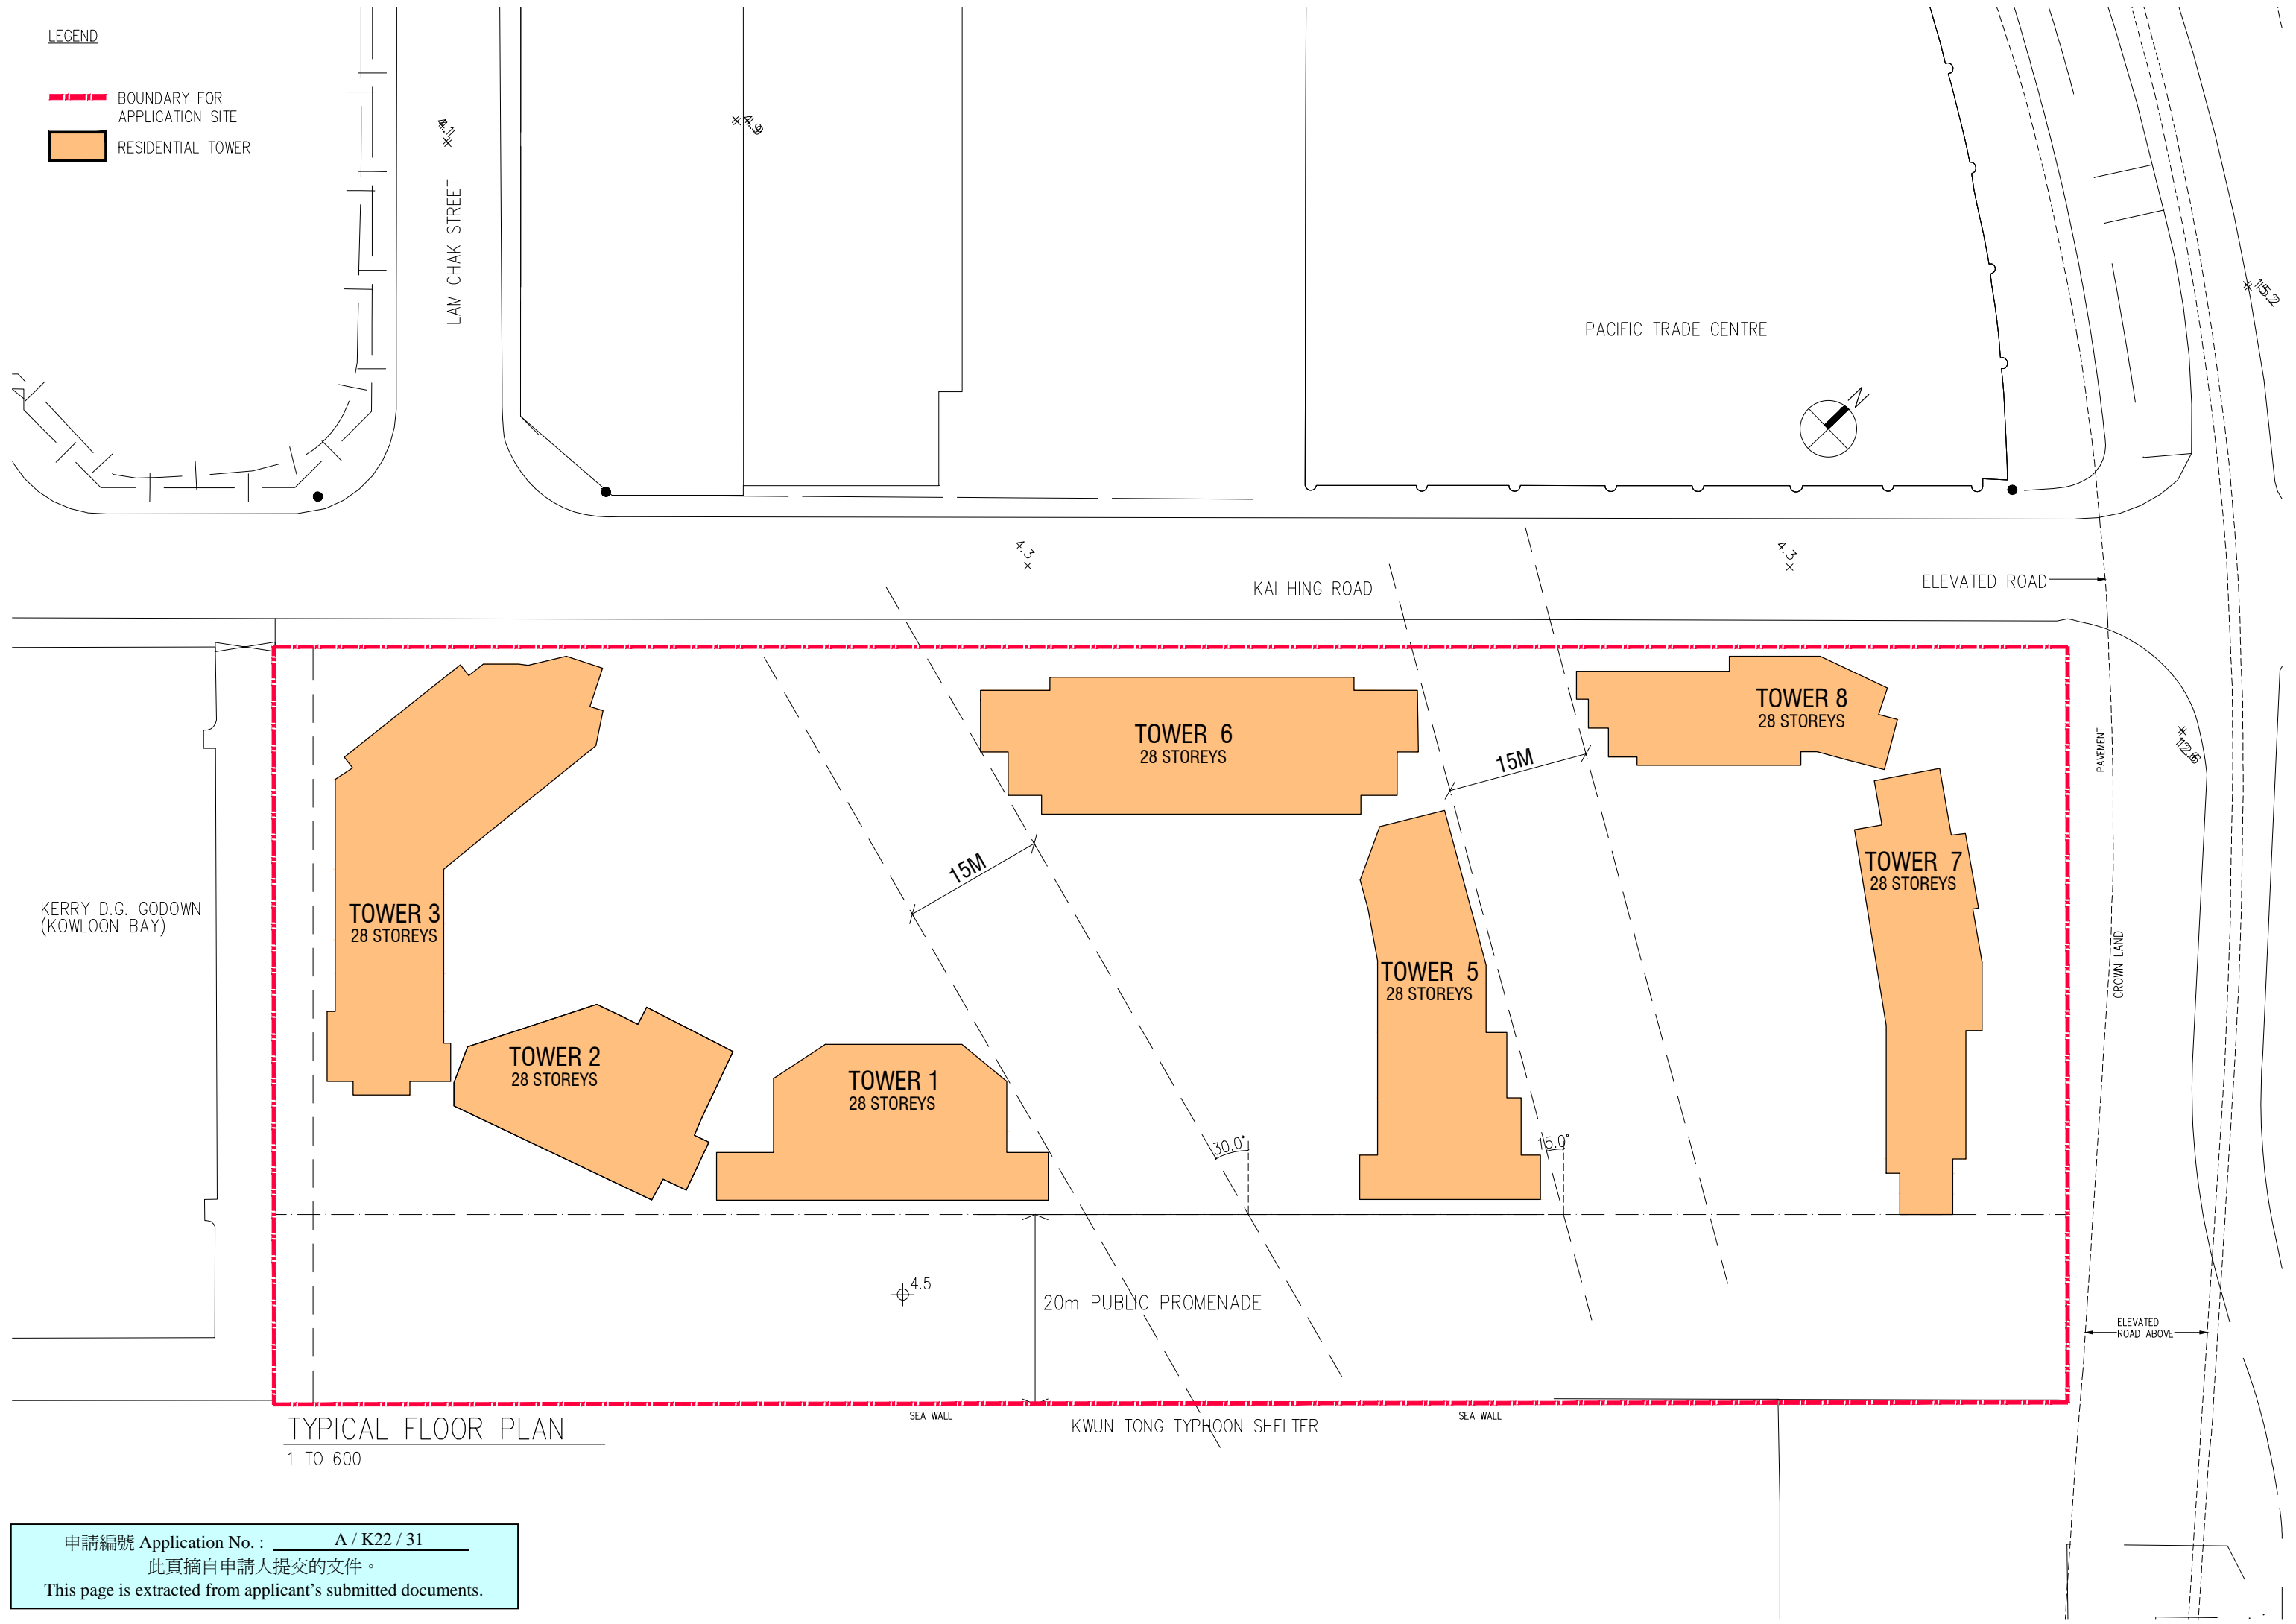 LEGEND
BOUNDARY FOR
APPLICATION SITE
RESIDENTIAL TOWER
4.1
LAM CHAK STREET
4.9
PACIFIC TRADE CENTRE
N
15.2
4.3
4.3
KAI HING ROAD
ELEVATED ROAD
TOWER 6
28 STOREYS
TOWER 8
28 STOREYS
15M
PAVEMENT
12.6
15M
TOWER 7
28 STOREYS
KERRY D.G. GODOWN
(KOWLOON BAY)
TOWER 3
28 STOREYS
TOWER 5
28 STOREYS
CROWN LAND
TOWER 2
28 STOREYS
TOWER 1
28 STOREYS
30.0°
15.0°
4.5
20m PUBLIC PROMENADE
ELEVATED
ROAD ABOVE
SEA WALL
SEA WALL
KWUN TONG TYPHOON SHELTER
TYPICAL FLOOR PLAN
1 TO 600
申請編號 Application No. : A / K22 / 31
此頁摘自申請人提交的文件。
This page is extracted from applicant's submitted documents.